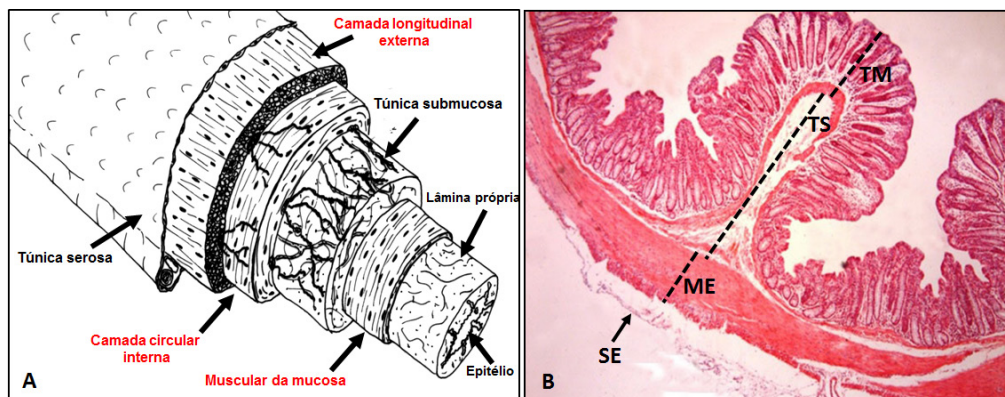 Camada longitudinal
externa
Túnica submucosa
Lâmina própria
Túnica serosa
Camada circular
interna
Muscular da mucosa
Epitélio
A
TM
TS
ME
SE
B